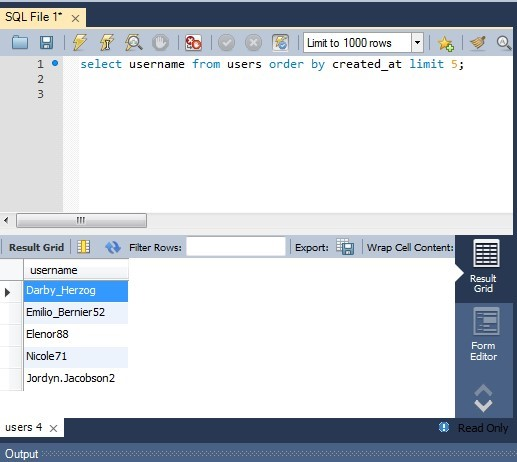 SQL File 1*
Limit to 1000 rows
1 select username from users order by created_at limit 5;
2
3
Result Grid Filter Rows: Export: Wrap Cell Content:
username
Darby_Herzog
Emilio_Bernier52
Elenor88
Nicole71
Jordyn.Jacobson2
Result
Grid
Form
Editor
users 4
Read Only
Output